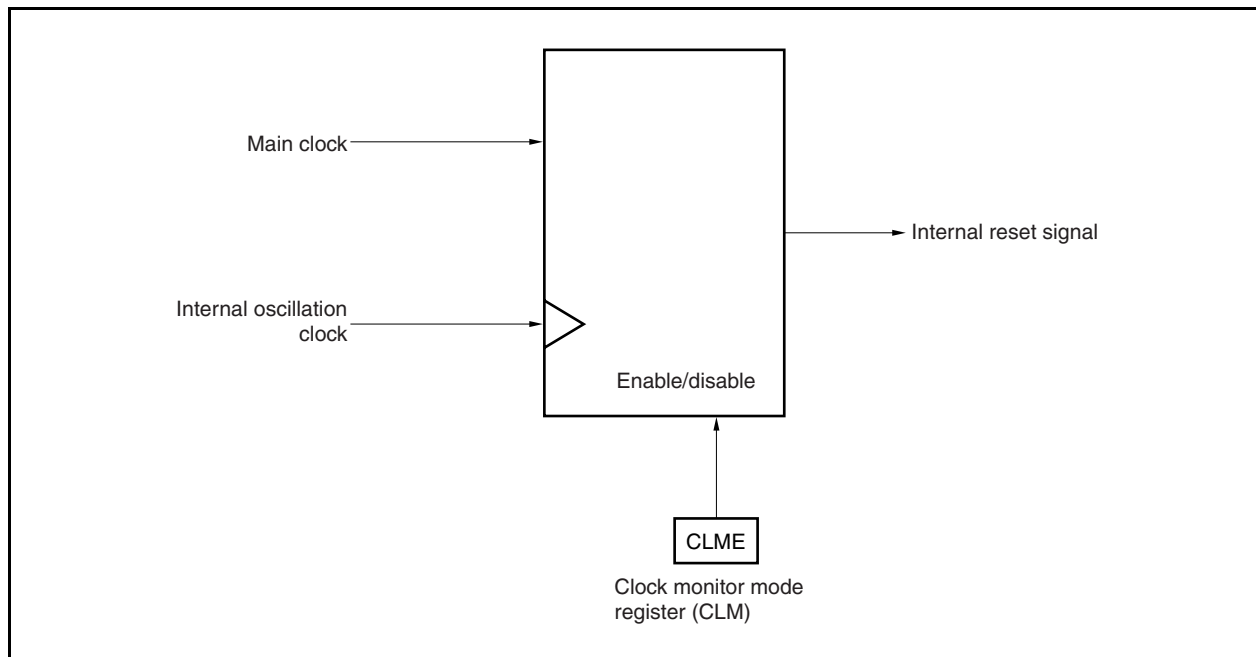 Main clock
Internal reset signal
Internal oscillation
clock
Enable/disable
CLME
Clock monitor mode
register (CLM)